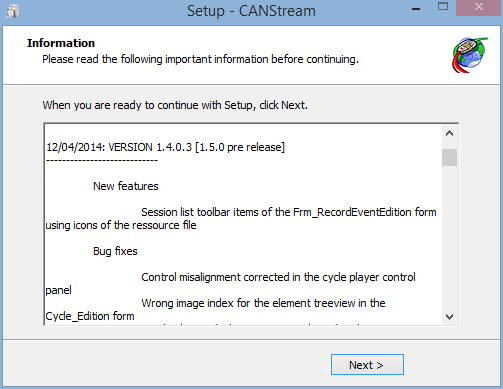 Setup - CANStream
Information
Please read the following important information before continuing.
When you are ready to continue with Setup, click Next.
12/04/2014: VERSION 1.4.0.3 [1.5.0 pre release]
----------------------------
New features
Session list toolbar items of the Frm_RecordEventEdition form
using icons of the ressource file
Bug fixes
Control misalignment corrected in the cycle player control
panel
Wrong image index for the element treeview in the
Cycle_Edition form
Next >